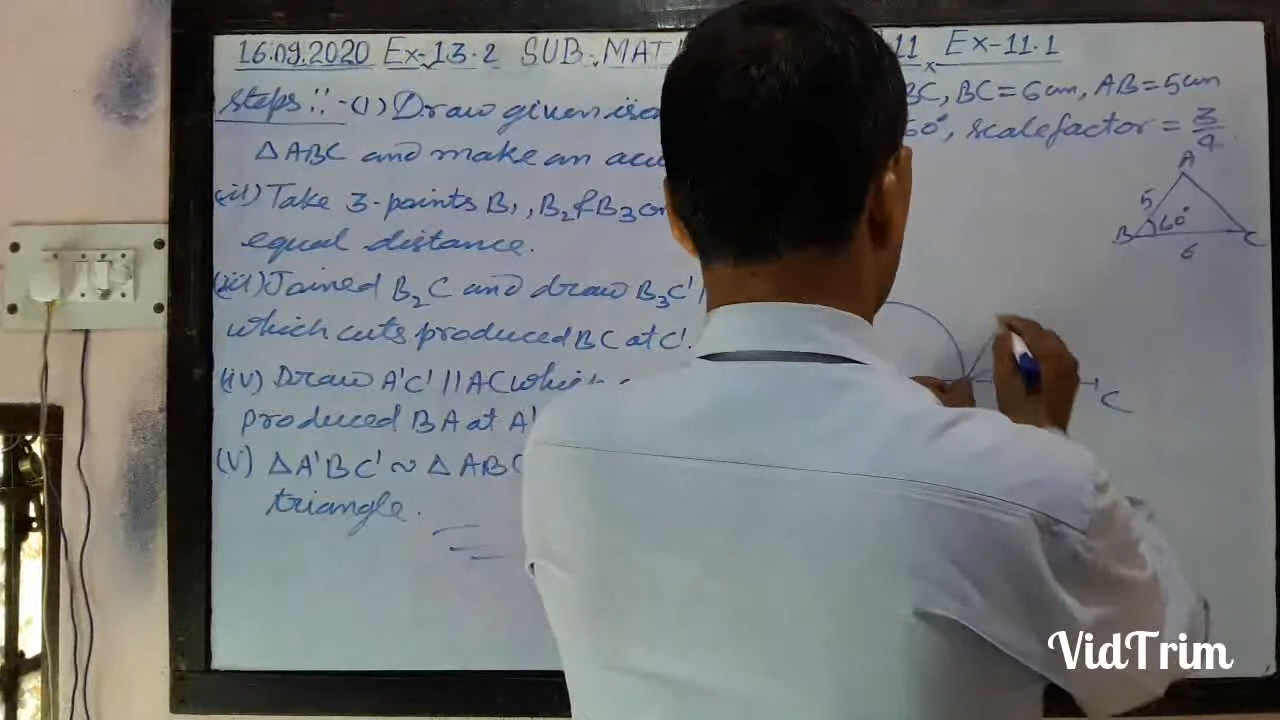 16.09.2020 Ex-13.2 SUB-MAT 11 Ex-11.1
Steps :: - (i) Draw given iso
△ABC and make an acu
(ii) Take 3-points B₁, B₂ & B₃ on
equal distance.
(iii) Joined B₂C and draw B₃C' ||
which cuts produced BC at C'.
(iv) Draw A'C' || AC which
produced BA at A'
(v) △A'BC' ~ △ABC
triangle.
BC, BC = 6cm, AB = 5cm
60°, scale factor = 3/4
A
5
60°
B C
6
C
VidTrim